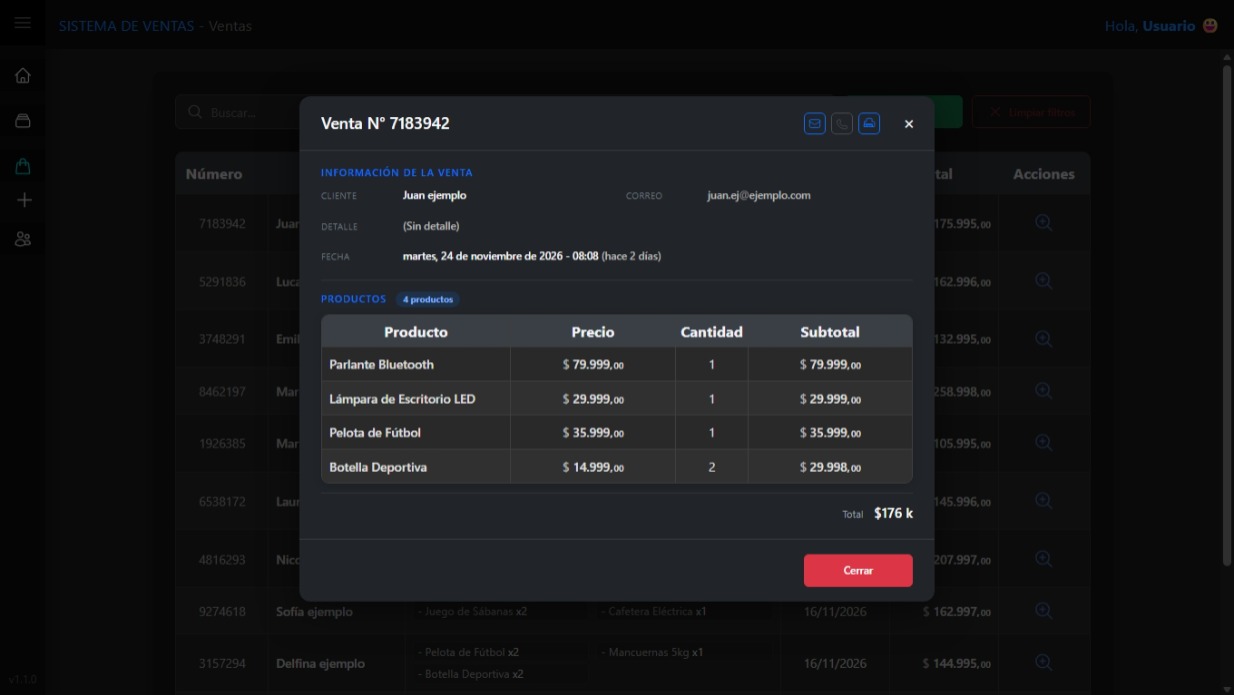 SISTEMA DE VENTAS - Ventas
Hola, Usuario
Buscar...
Limpiar filtros
Venta N° 7183942
INFORMACIÓN DE LA VENTA
CLIENTE Juan ejemplo CORREO juan.ej@ejemplo.com
DETALLE (Sin detalle)
FECHA martes, 24 de noviembre de 2026 - 08:08 (hace 2 días)
PRODUCTOS 4 productos
Producto Precio Cantidad Subtotal
Parlante Bluetooth $ 79.999,00 1 $ 79.999,00
Lámpara de Escritorio LED $ 29.999,00 1 $ 29.999,00
Pelota de Fútbol $ 35.999,00 1 $ 35.999,00
Botella Deportiva $ 14.999,00 2 $ 29.998,00
Total $176 k
Cerrar
Número tal Acciones
7183942 Juar 175.995,00
5291836 Luca 162.996,00
3748291 Emil 132.995,00
8462197 Mar 258.998,00
1926385 Mar 105.995,00
6538172 Laur 145.996,00
4816293 Nico 207.997,00
9274618 Sofía ejemplo - Juego de Sábanas x2 - Cafetera Eléctrica x1 16/11/2026 $ 162.997,00
3157294 Delfina ejemplo - Pelota de Fútbol x2 - Mancuernas 5kg x1 16/11/2026 $ 144.995,00
- Botella Deportiva x2
v1.1.0